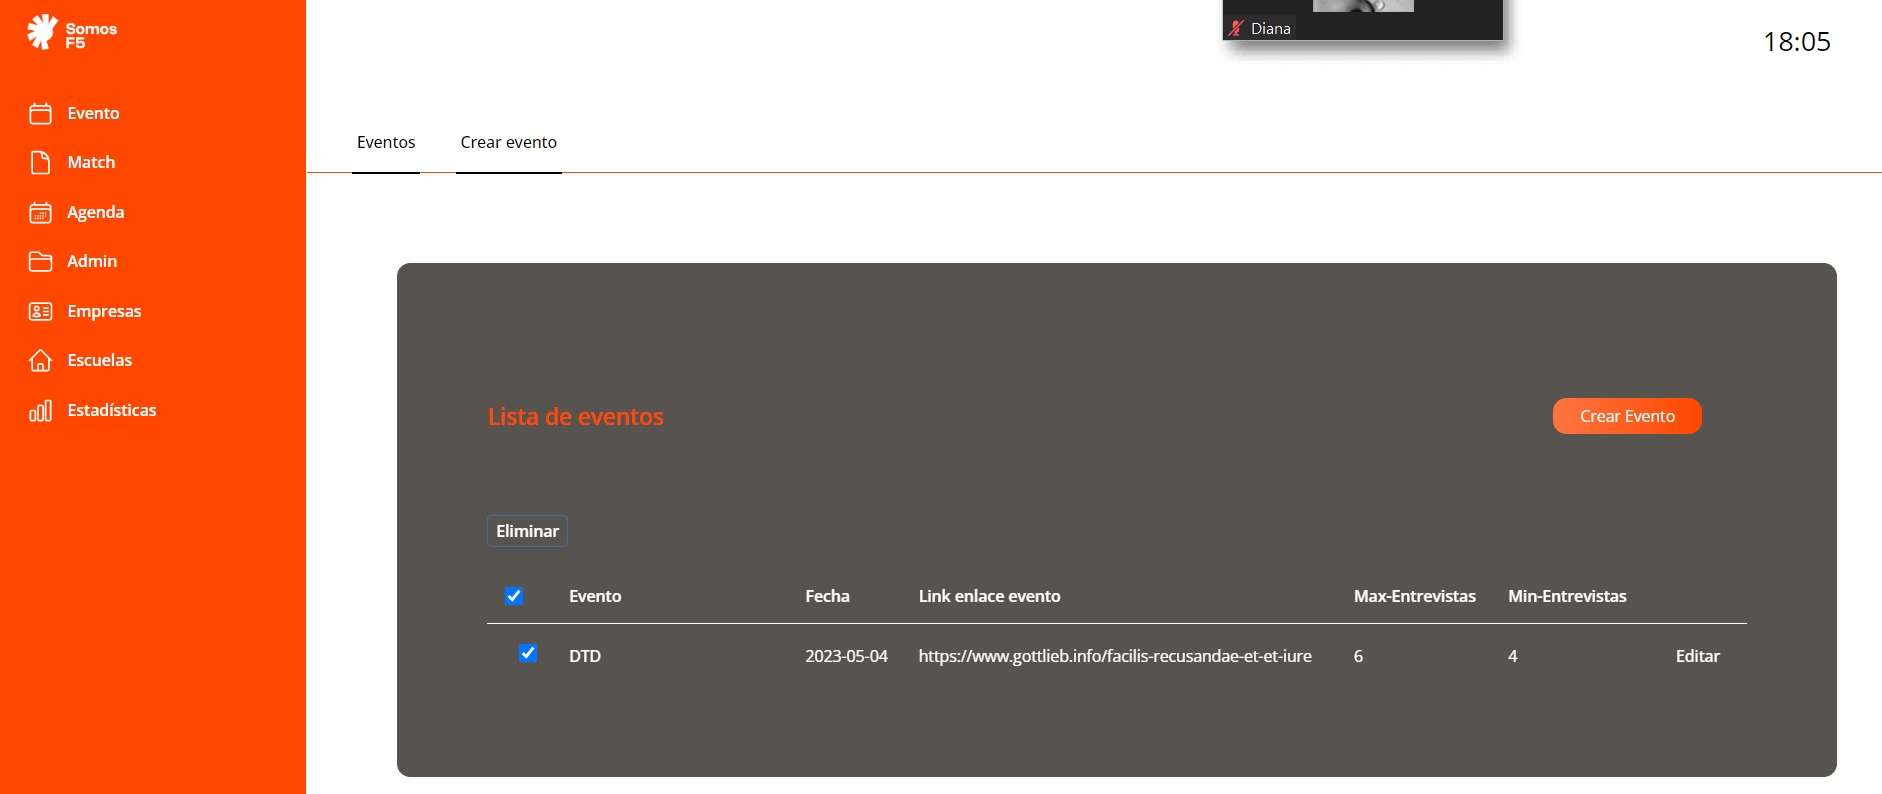 Somos
F5
Diana
18:05
Evento
Match
Agenda
Admin
Empresas
Escuelas
Estadísticas
Eventos Crear evento
Lista de eventos Crear Evento
Eliminar
Evento Fecha Link enlace evento Max-Entrevistas Min-Entrevistas
DTD 2023-05-04 https://www.gottlieb.info/facilis-recusandae-et-et-iure 6 4 Editar